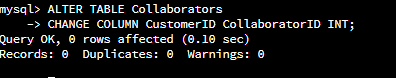 mysql> ALTER TABLE Collaborators
    -> CHANGE COLUMN CustomerID CollaboratorID INT;
Query OK, 0 rows affected (0.10 sec)
Records: 0  Duplicates: 0  Warnings: 0